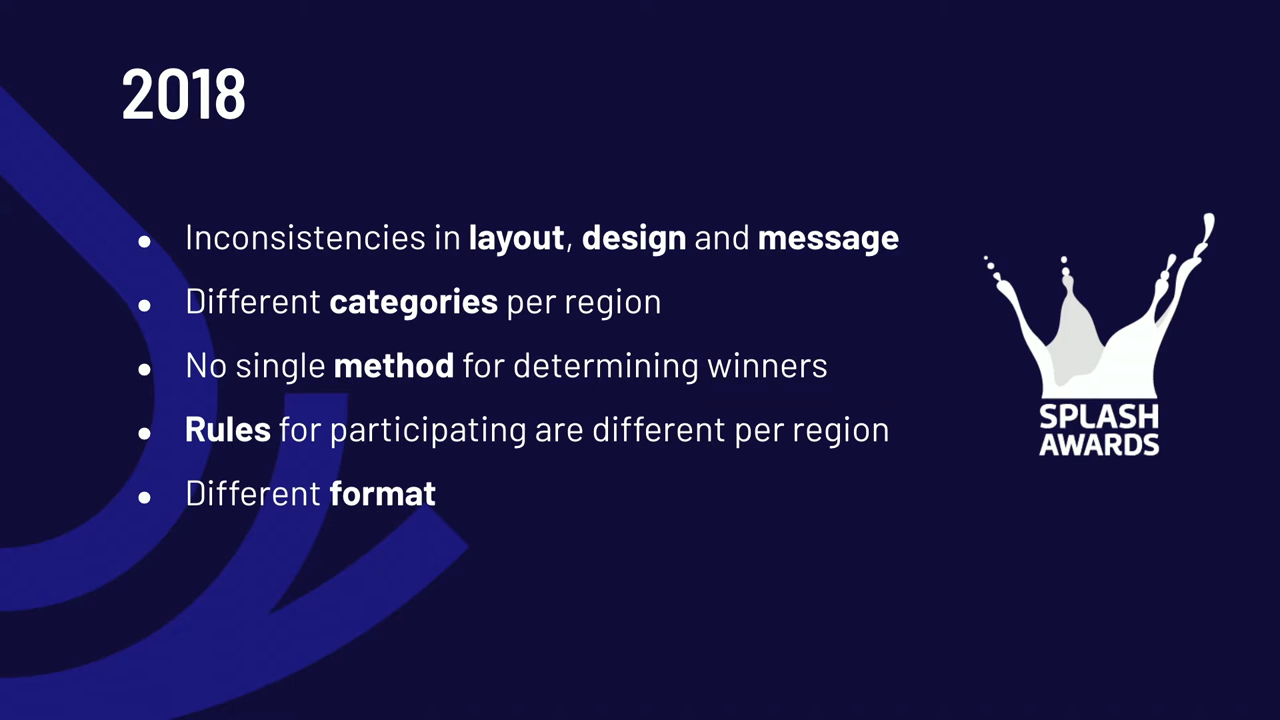 2018
• Inconsistencies in layout, design and message
• Different categories per region
• No single method for determining winners
• Rules for participating are different per region
• Different format
SPLASH
AWARDS